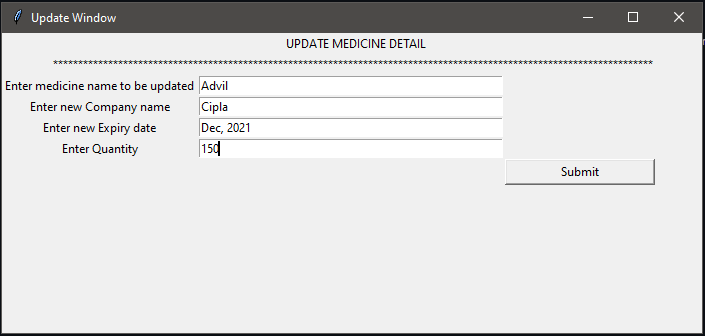 Update Window
UPDATE MEDICINE DETAIL
************************************************************************************************************************
Enter medicine name to be updated Advil
Enter new Company name Cipla
Enter new Expiry date Dec, 2021
Enter Quantity 150
Submit